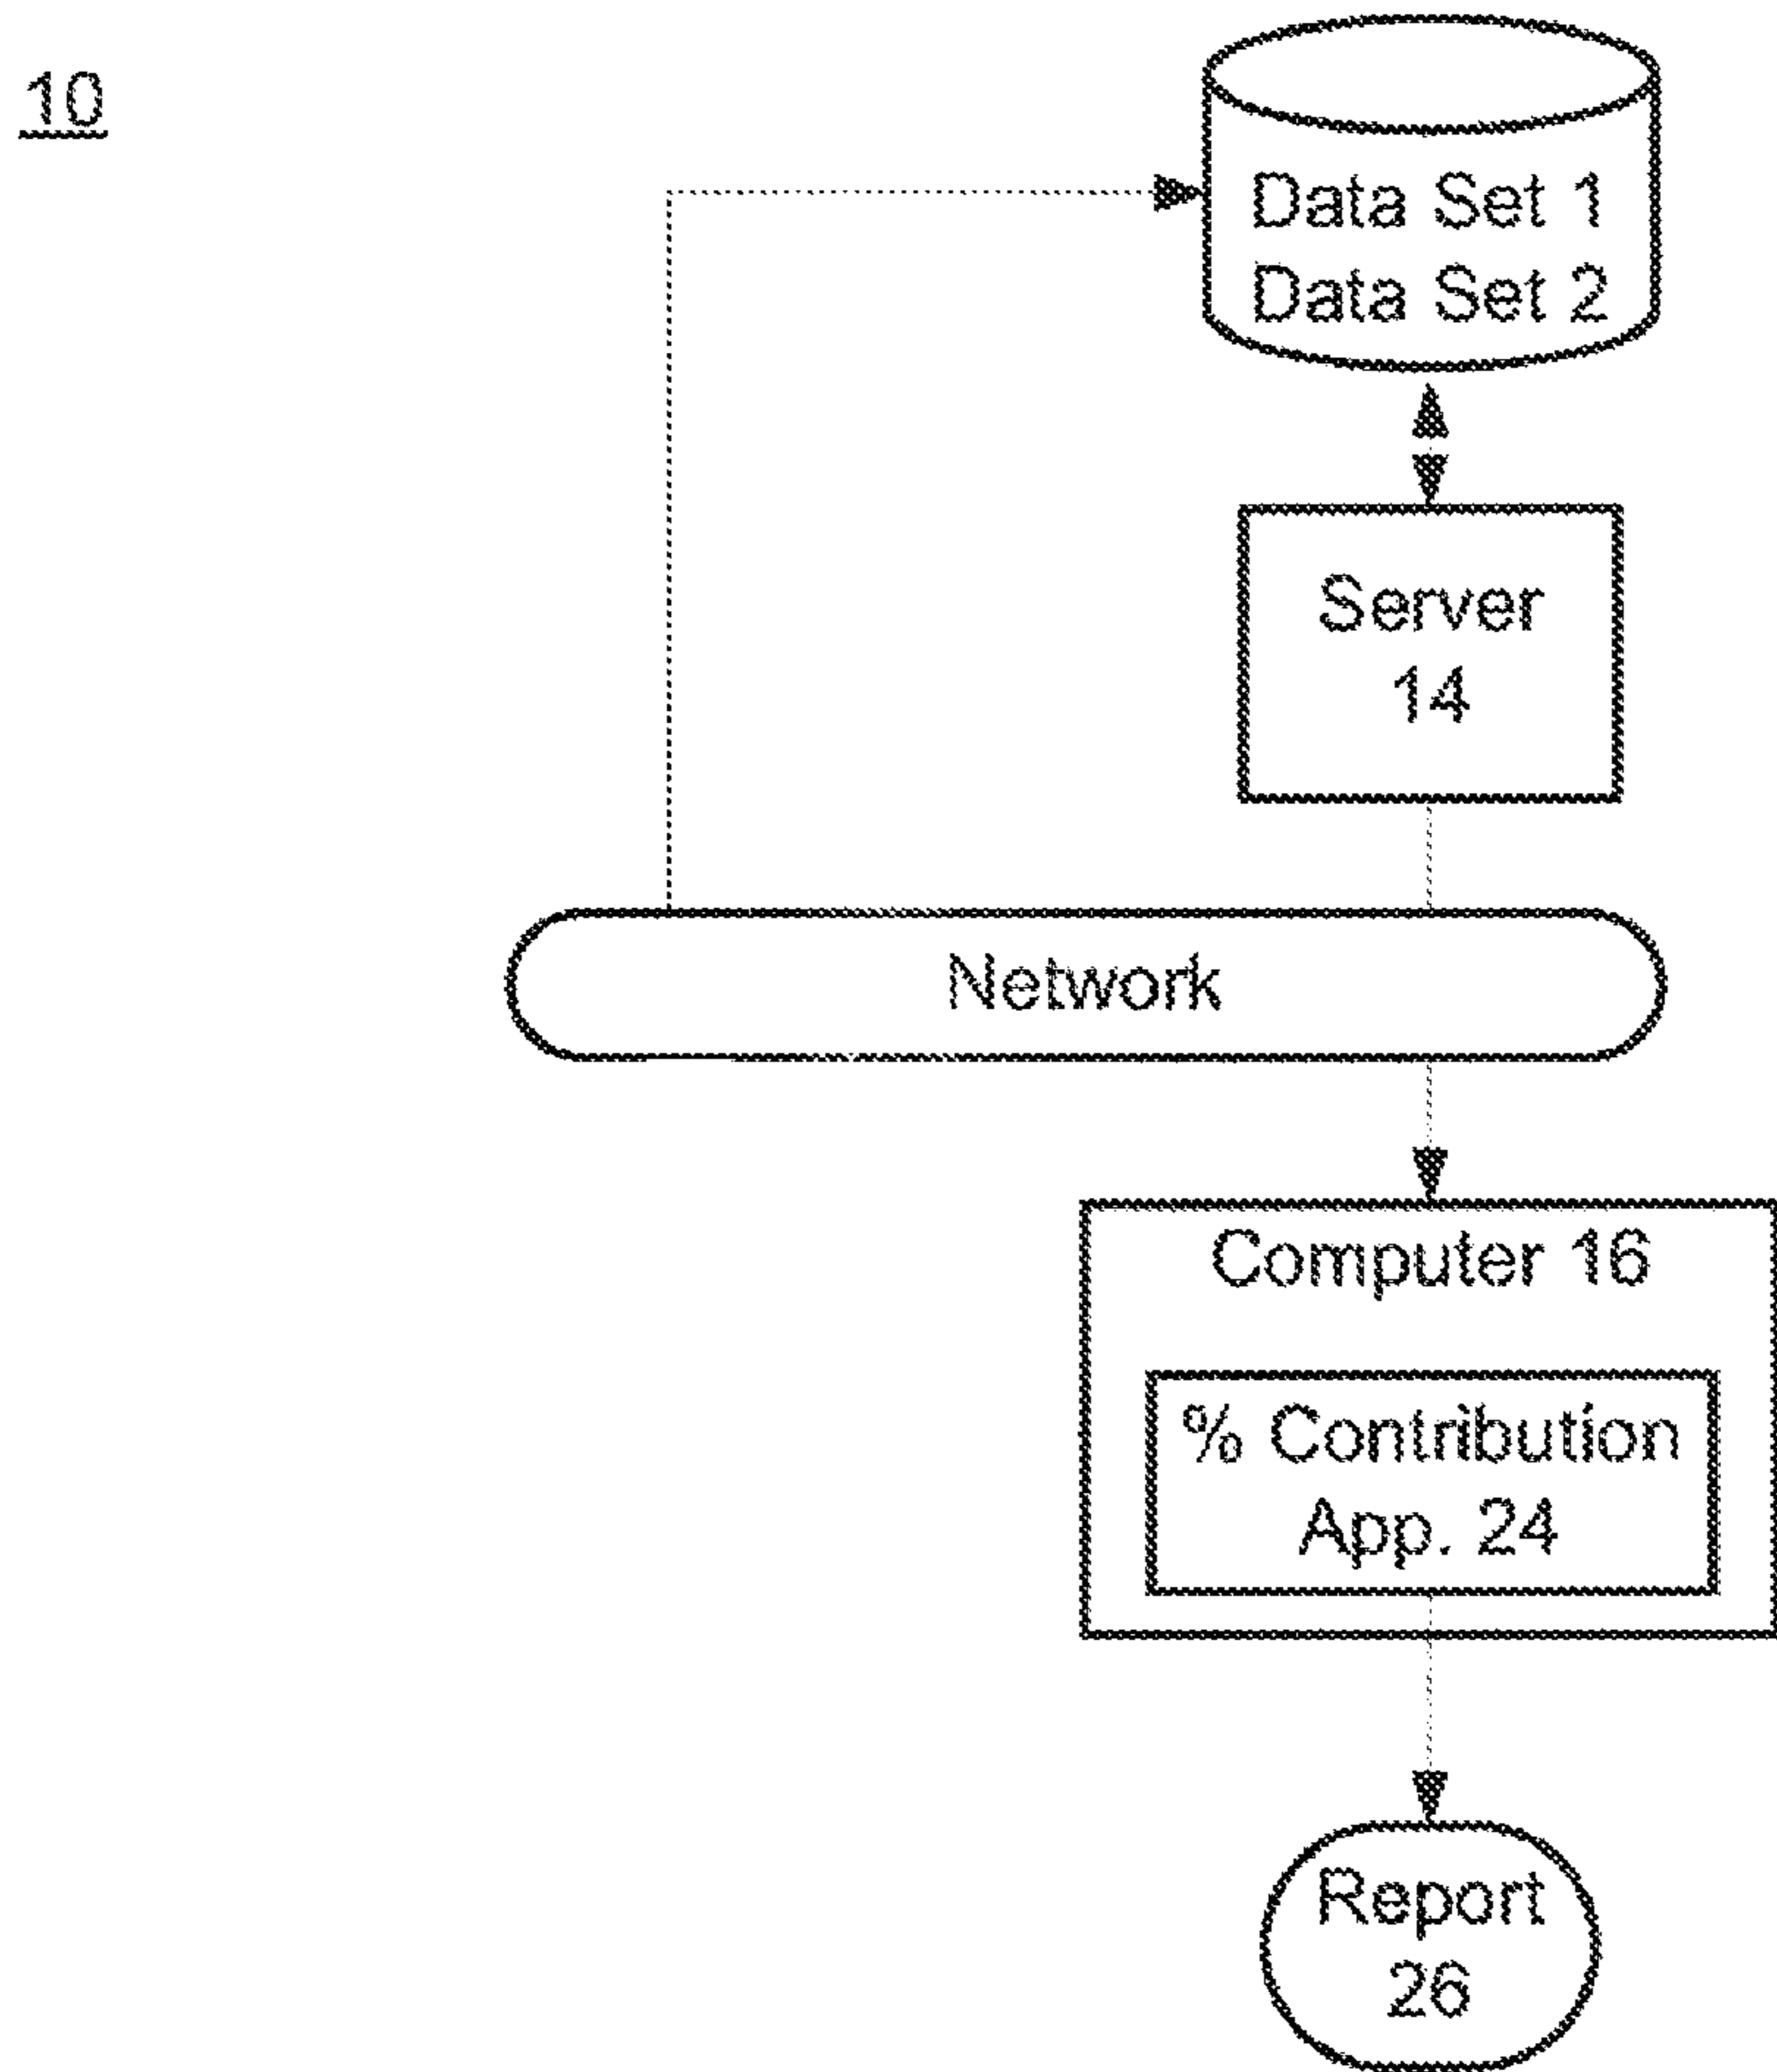 10
Data Set 1
Data Set 2
Server
14
Network
Computer 16
% Contribution
App. 24
Report
26